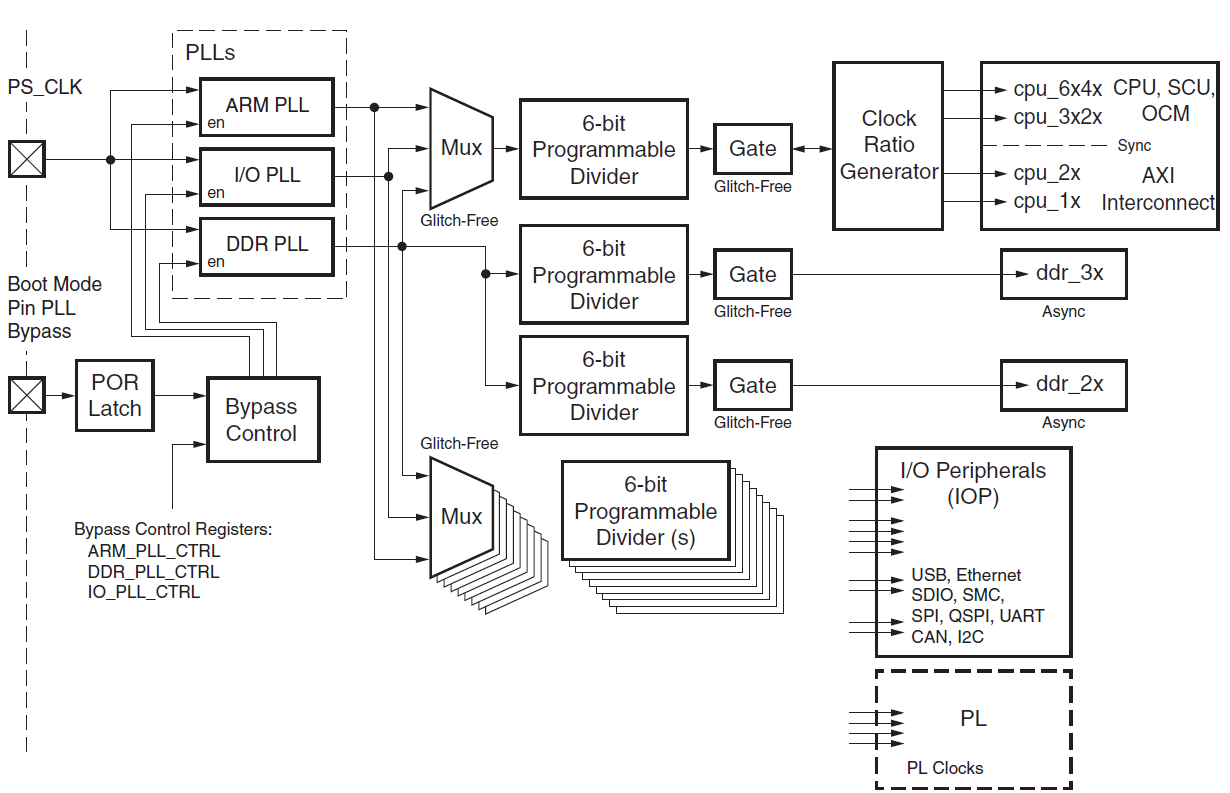 PS_CLK
PLLs
ARM PLL
en
I/O PLL
en
DDR PLL
en
Boot Mode
Pin PLL
Bypass
POR
Latch
Bypass
Control
Bypass Control Registers:
ARM_PLL_CTRL
DDR_PLL_CTRL
IO_PLL_CTRL
Mux
Glitch-Free
6-bit
Programmable
Divider
Gate
Glitch-Free
Clock
Ratio
Generator
cpu_6x4x
cpu_3x2x
CPU, SCU,
OCM
Sync
cpu_2x
cpu_1x
AXI
Interconnect
6-bit
Programmable
Divider
Gate
Glitch-Free
ddr_3x
Async
6-bit
Programmable
Divider
Gate
Glitch-Free
ddr_2x
Async
Glitch-Free
Mux
6-bit
Programmable
Divider (s)
I/O Peripherals
(IOP)
USB, Ethernet
SDIO, SMC,
SPI, QSPI, UART
CAN, I2C
PL
PL Clocks